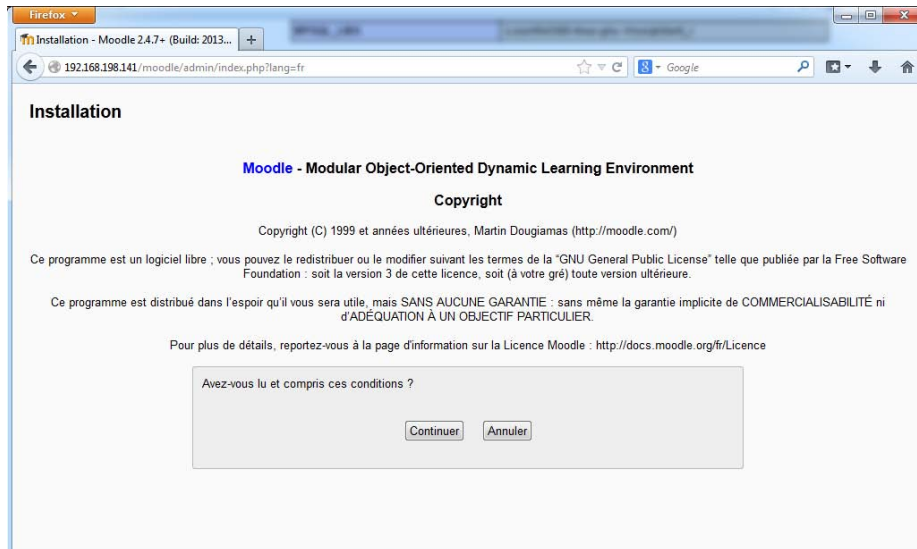 Firefox
Installation - Moodle 2.4.7+ (Build: 2013...
192.168.198.141/moodle/admin/index.php?lang=fr
Google
Installation
Moodle - Modular Object-Oriented Dynamic Learning Environment
Copyright
Copyright (C) 1999 et années ultérieures, Martin Dougiamas (http://moodle.com/)
Ce programme est un logiciel libre ; vous pouvez le redistribuer ou le modifier suivant les termes de la “GNU General Public License” telle que publiée par la Free Software
Foundation : soit la version 3 de cette licence, soit (à votre gré) toute version ultérieure.
Ce programme est distribué dans l’espoir qu’il vous sera utile, mais SANS AUCUNE GARANTIE : sans même la garantie implicite de COMMERCIALISABILITÉ ni
d’ADÉQUATION À UN OBJECTIF PARTICULIER.
Pour plus de détails, reportez-vous à la page d'information sur la Licence Moodle : http://docs.moodle.org/fr/Licence
Avez-vous lu et compris ces conditions ?
Continuer Annuler